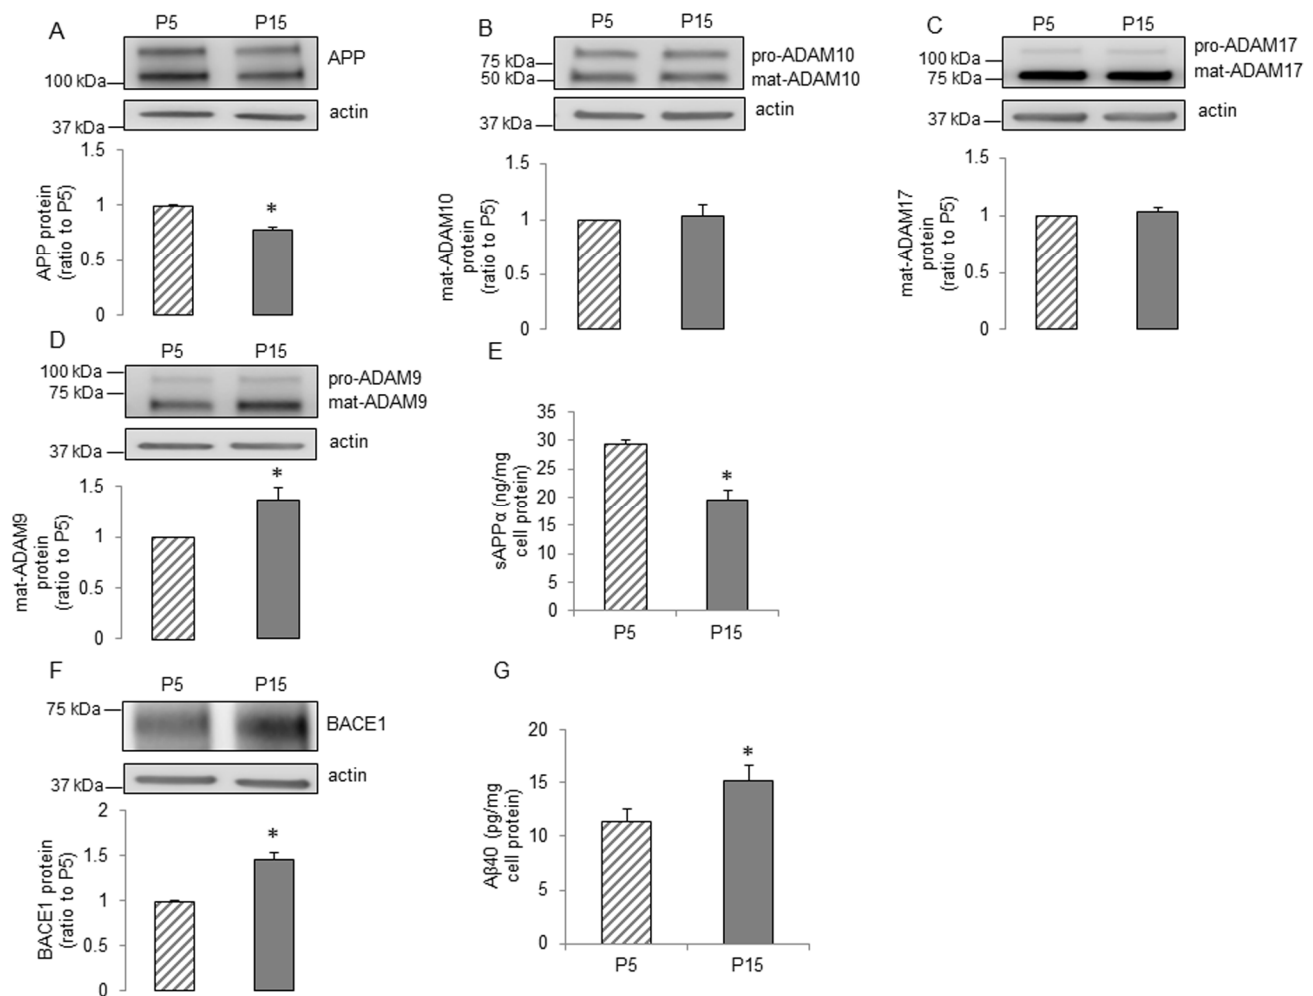 A
P5 P15
APP
100 kDa
actin
37 kDa
1.5
1
0.5
0
APP protein
(ratio to P5)
*
B
P5 P15
75 kDa
50 kDa
pro-ADAM10
mat-ADAM10
37 kDa
actin
1.5
1
0.5
0
mat-ADAM10
protein
(ratio to P5)
C
P5 P15
100 kDa
75 kDa
pro-ADAM17
mat-ADAM17
37 kDa
actin
1.5
1
0.5
0
mat-ADAM17
protein
(ratio to P5)
D
P5 P15
100 kDa
75 kDa
pro-ADAM9
mat-ADAM9
37 kDa
actin
1.5
1
0.5
0
mat-ADAM9
protein
(ratio to P5)
*
E
35
30
25
20
15
10
5
0
sAPPα (ng/mg
cell protein)
*
P5 P15
F
P5 P15
75 kDa
BACE1
37 kDa
actin
2
1.5
1
0.5
0
BACE1 protein
(ratio to P5)
*
G
20
15
10
5
0
Aβ40 (pg/mg
cell protein)
*
P5 P15